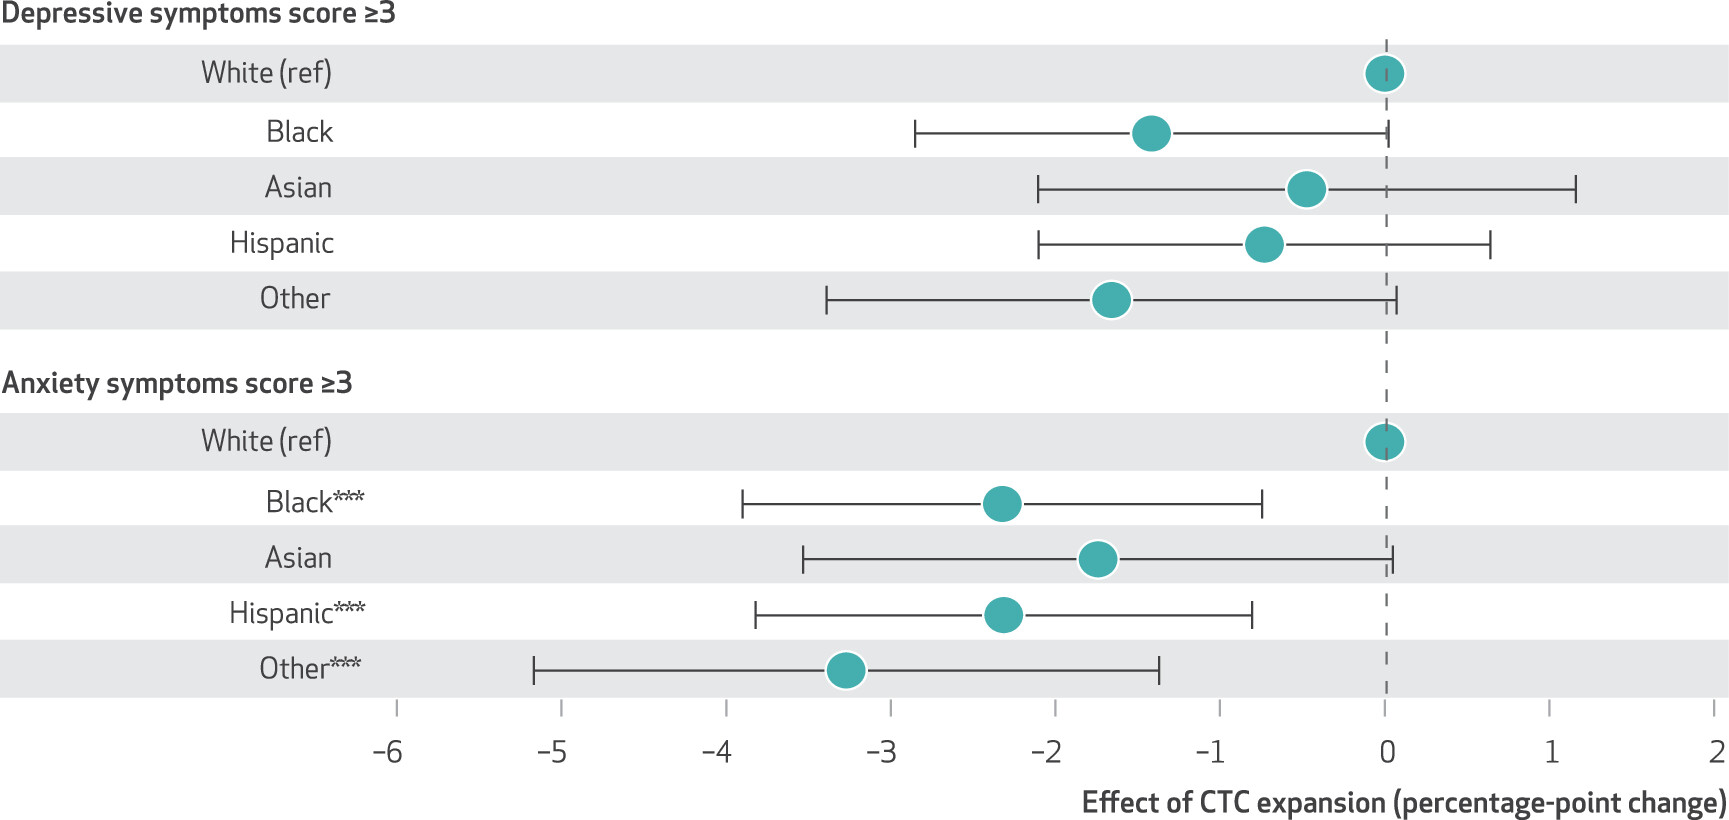 Depressive symptoms score ≥3
White (ref)
Black
Asian
Hispanic
Other
Anxiety symptoms score ≥3
White (ref)
Black***
Asian
Hispanic***
Other***
−6 −5 −4 −3 −2 −1 0 1 2
Effect of CTC expansion (percentage-point change)